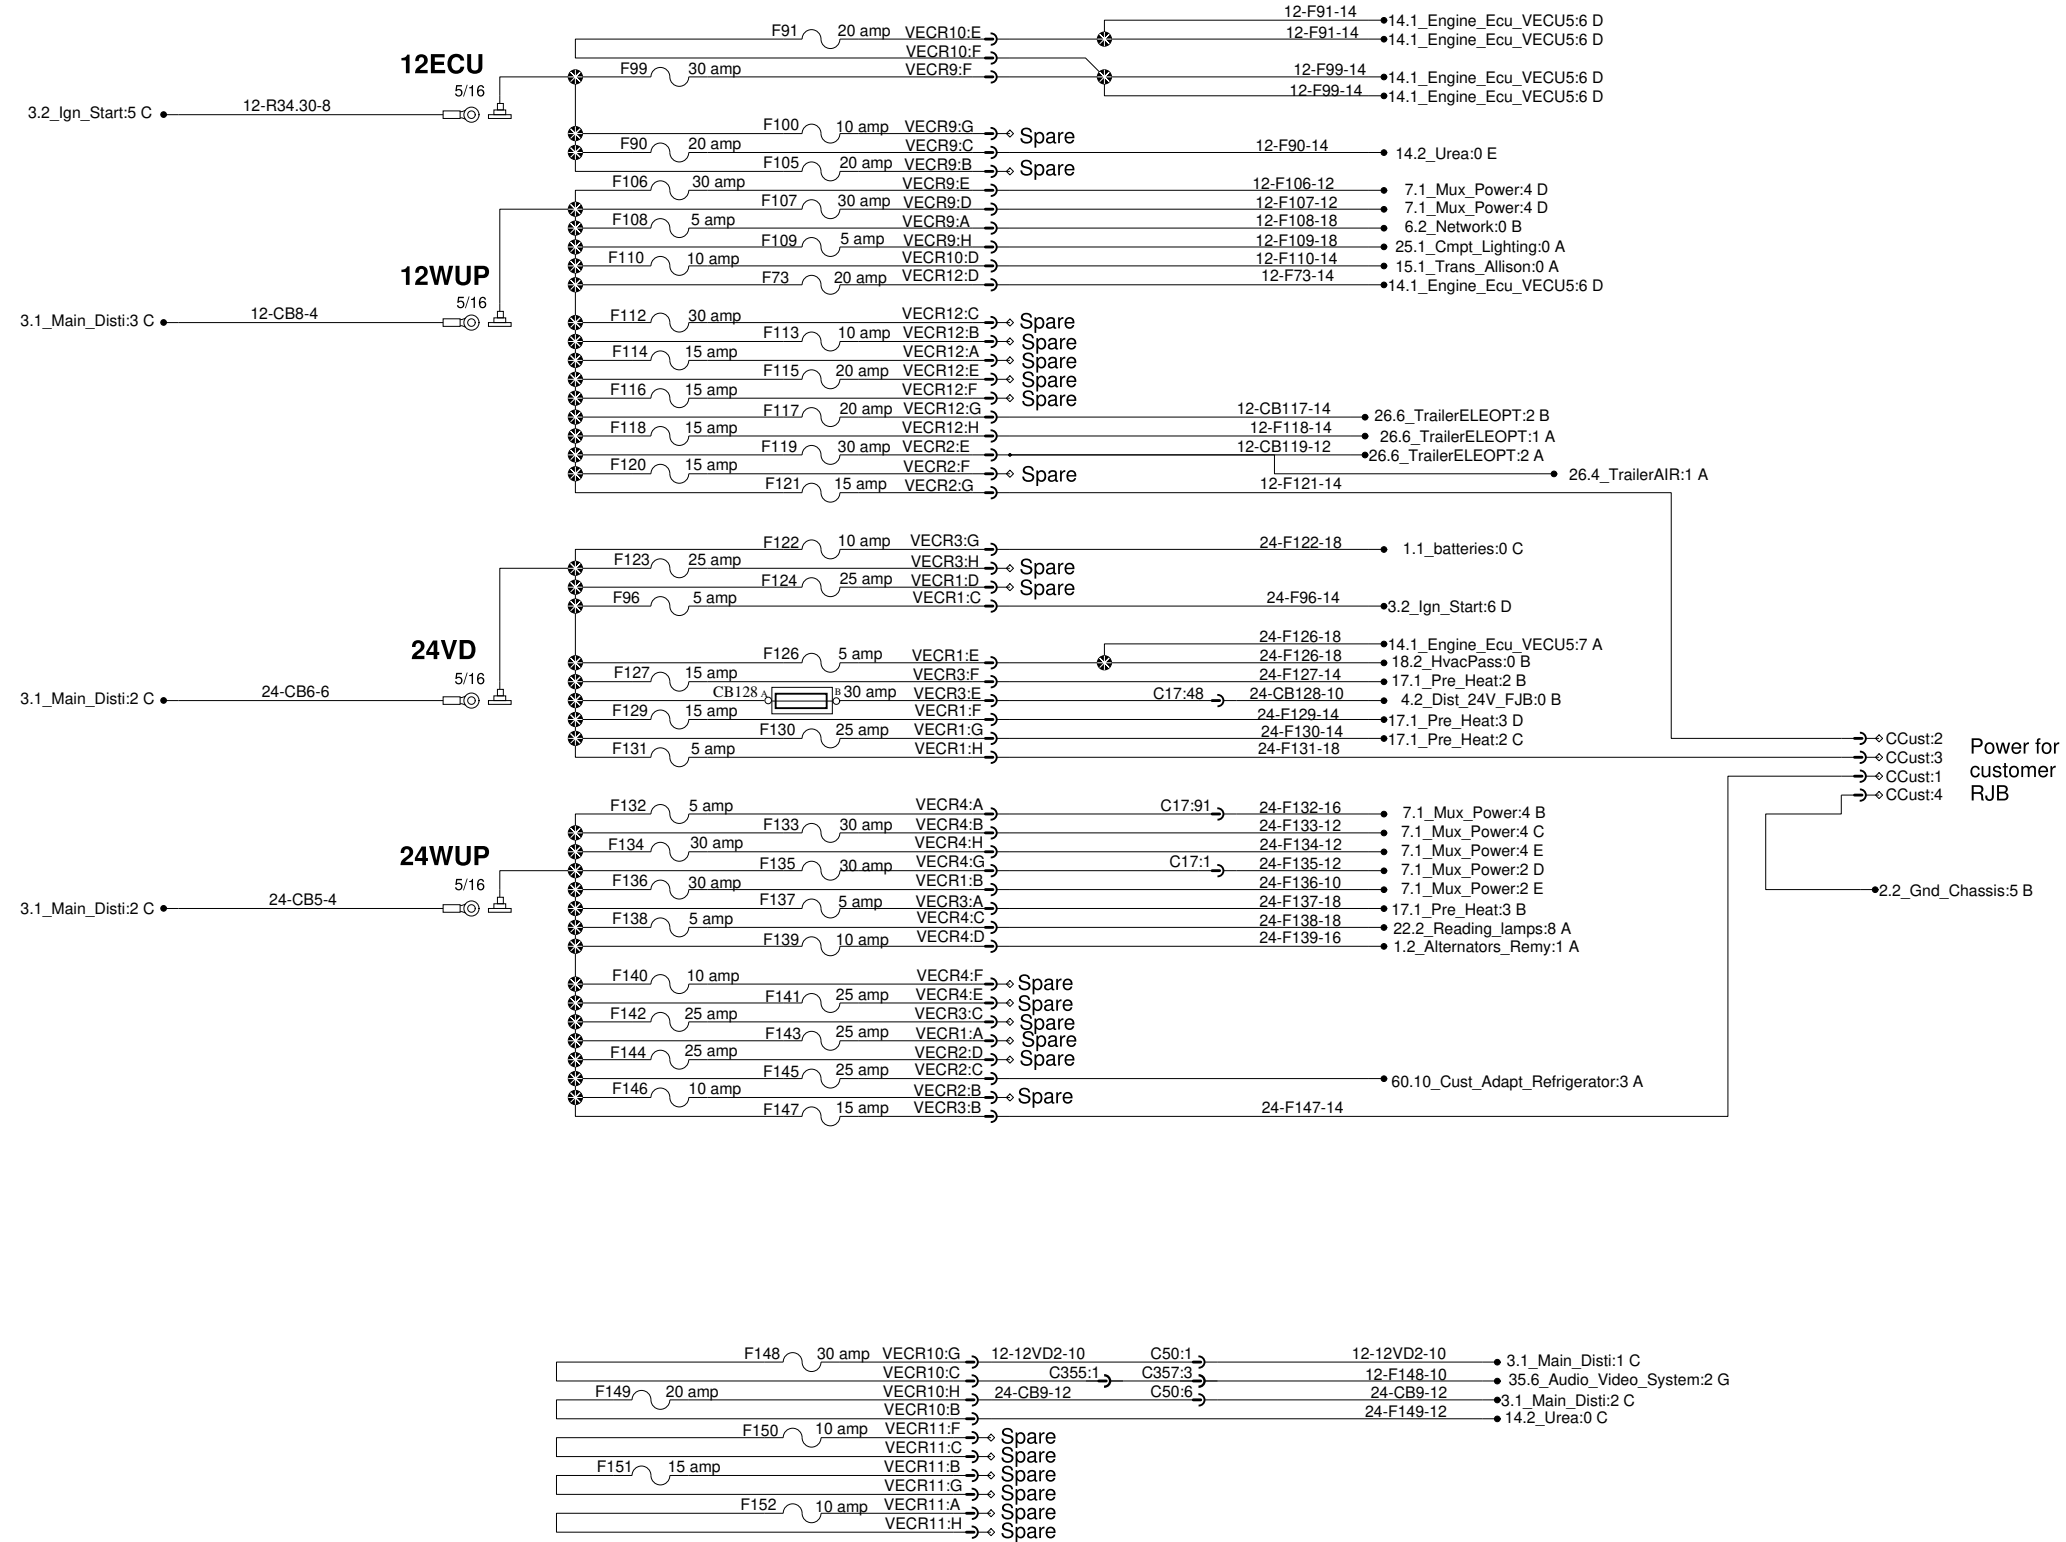 F91 20 amp VECR10:E 12-F91-14 14.1_Engine_Ecu_VECU5:6 D
12-F91-14 14.1_Engine_Ecu_VECU5:6 D
VECR10:F
12ECU F99 30 amp VECR9:F 12-F99-14 14.1_Engine_Ecu_VECU5:6 D
5/16 12-F99-14 14.1_Engine_Ecu_VECU5:6 D
3.2_Ign_Start:5 C 12-R34.30-8
F100 10 amp VECR9:G Spare
F90 20 amp VECR9:C 12-F90-14 14.2_Urea:0 E
F105 20 amp VECR9:B Spare
F106 30 amp VECR9:E 12-F106-12 7.1_Mux_Power:4 D
F107 30 amp VECR9:D 12-F107-12 7.1_Mux_Power:4 D
F108 5 amp VECR9:A 12-F108-18 6.2_Network:0 B
F109 5 amp VECR9:H 12-F109-18 25.1_Cmpt_Lighting:0 A
F110 10 amp VECR10:D 12-F110-14 15.1_Trans_Allison:0 A
12WUP F73 20 amp VECR12:D 12-F73-14 14.1_Engine_Ecu_VECU5:6 D
5/16
3.1_Main_Disti:3 C 12-CB8-4
F112 30 amp VECR12:C Spare
F113 10 amp VECR12:B Spare
F114 15 amp VECR12:A Spare
F115 20 amp VECR12:E Spare
F116 15 amp VECR12:F Spare
F117 20 amp VECR12:G 12-CB117-14 26.6_TrailerELEOPT:2 B
F118 15 amp VECR12:H 12-F118-14 26.6_TrailerELEOPT:1 A
F119 30 amp VECR2:E 12-CB119-12 26.6_TrailerELEOPT:2 A
F120 15 amp VECR2:F Spare 26.4_TrailerAIR:1 A
F121 15 amp VECR2:G 12-F121-14
F122 10 amp VECR3:G 24-F122-18 1.1_batteries:0 C
F123 25 amp VECR3:H Spare
F124 25 amp VECR1:D Spare
F96 5 amp VECR1:C 24-F96-14 3.2_Ign_Start:6 D
24-F126-18 14.1_Engine_Ecu_VECU5:7 A
24VD F126 5 amp VECR1:E 24-F126-18 18.2_HvacPass:0 B
5/16 F127 15 amp VECR3:F 24-F127-14 17.1_Pre_Heat:2 B
3.1_Main_Disti:2 C 24-CB6-6 CB128 A B 30 amp VECR3:E C17:48 24-CB128-10 4.2_Dist_24V_FJB:0 B
F129 15 amp VECR1:F 24-F129-14 17.1_Pre_Heat:3 D
F130 25 amp VECR1:G 24-F130-14 17.1_Pre_Heat:2 C CCust:2
F131 5 amp VECR1:H 24-F131-18 CCust:3
CCust:1
CCust:4
Power for
customer
RJB
F132 5 amp VECR4:A C17:91 24-F132-16 7.1_Mux_Power:4 B
F133 30 amp VECR4:B 24-F133-12 7.1_Mux_Power:4 C
24WUP F134 30 amp VECR4:H 24-F134-12 7.1_Mux_Power:4 E
F135 30 amp VECR4:G C17:1 24-F135-12 7.1_Mux_Power:2 D
5/16 F136 30 amp VECR1:B 24-F136-10 7.1_Mux_Power:2 E 2.2_Gnd_Chassis:5 B
3.1_Main_Disti:2 C 24-CB5-4 F137 5 amp VECR3:A 24-F137-18 17.1_Pre_Heat:3 B
F138 5 amp VECR4:C 24-F138-18 22.2_Reading_lamps:8 A
F139 10 amp VECR4:D 24-F139-16 1.2_Alternators_Remy:1 A
F140 10 amp VECR4:F Spare
F141 25 amp VECR4:E Spare
F142 25 amp VECR3:C Spare
F143 25 amp VECR1:A Spare
F144 25 amp VECR2:D Spare
F145 25 amp VECR2:C 60.10_Cust_Adapt_Refrigerator:3 A
F146 10 amp VECR2:B Spare
F147 15 amp VECR3:B 24-F147-14
F148 30 amp VECR10:G 12-12VD2-10 C50:1 12-12VD2-10 3.1_Main_Disti:1 C
VECR10:C C355:1 C357:3 12-F148-10 35.6_Audio_Video_System:2 G
F149 20 amp VECR10:H 24-CB9-12 C50:6 24-CB9-12 3.1_Main_Disti:2 C
VECR10:B 24-F149-12 14.2_Urea:0 C
F150 10 amp VECR11:F Spare
VECR11:C Spare
F151 15 amp VECR11:B Spare
VECR11:G Spare
F152 10 amp VECR11:A Spare
VECR11:H Spare